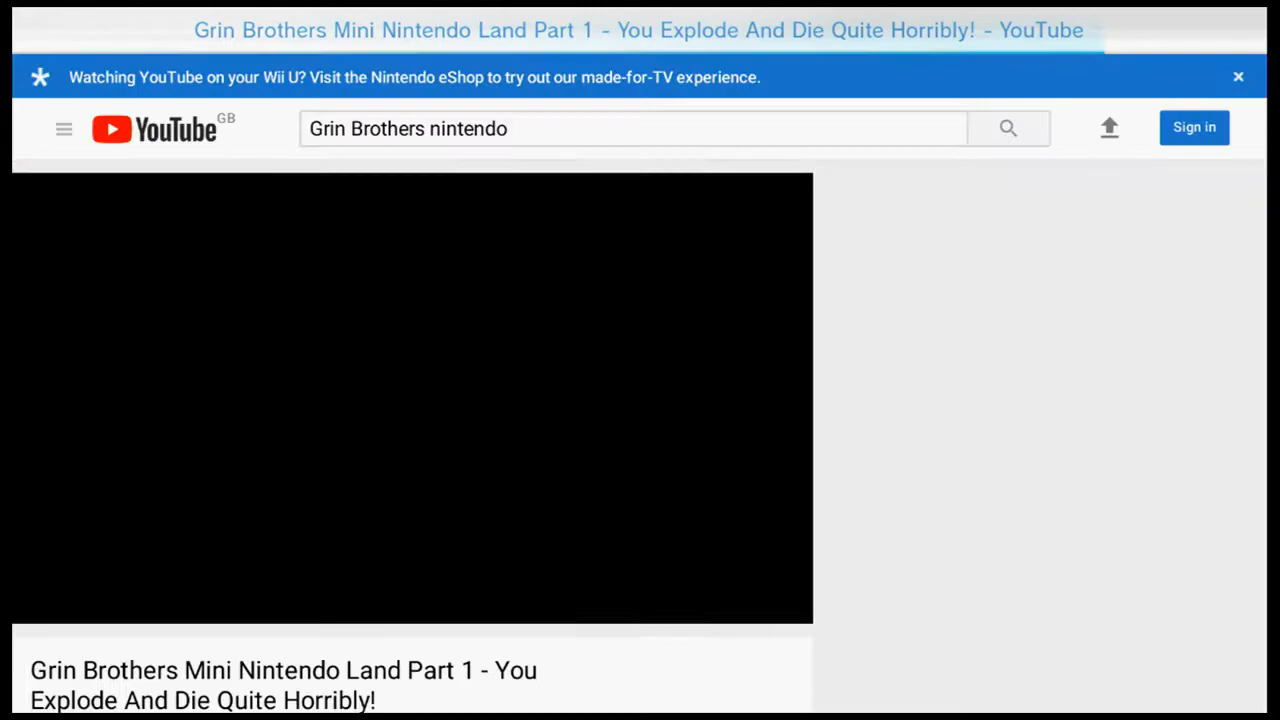 Grin Brothers Mini Nintendo Land Part 1 - You Explode And Die Quite Horribly! - YouTube
Watching YouTube on your Wii U? Visit the Nintendo eShop to try out our made-for-TV experience.
YouTube GB
Grin Brothers nintendo
Sign in
Grin Brothers Mini Nintendo Land Part 1 - You
Explode And Die Quite Horribly!